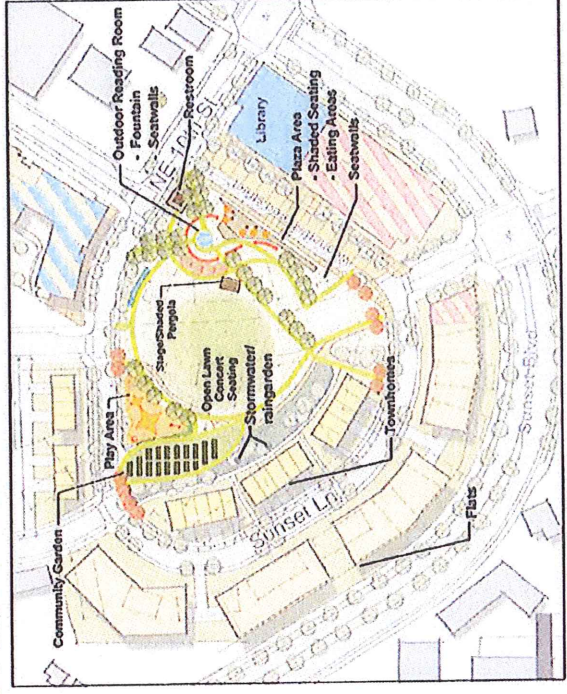 Community Garden
Play Area
Outdoor Reading Room
- Fountain
Seatwalls
Restroom
NE 10th St
Library
Stage/Shaded
Pergola
Plaza Area
- Shaded Seating
- Eating Areas
Seatwalls
Open Lawn
Concert
Seating
Stormwater/
raingarden
Townhomes
Sunset Ln
Flats
Sunset Blvd